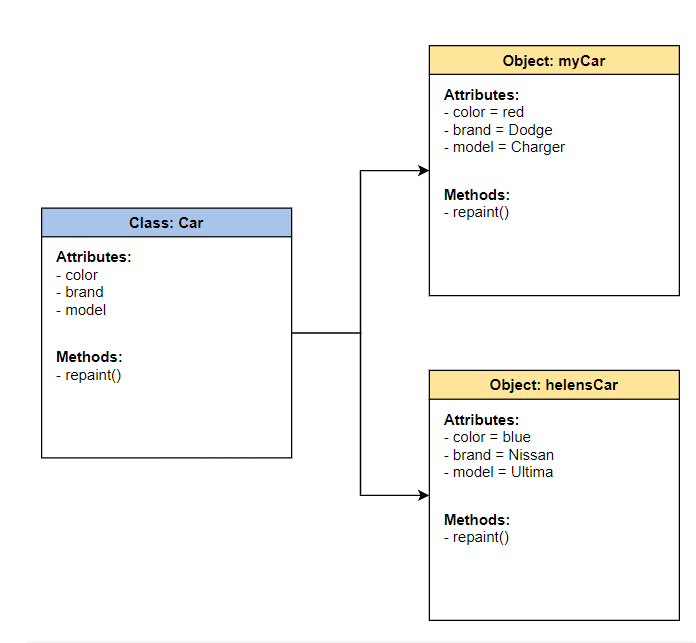 Object: myCar
Attributes:
- color = red
- brand = Dodge
- model = Charger
Methods:
- repaint()
Class: Car
Attributes:
- color
- brand
- model
Methods:
- repaint()
Object: helensCar
Attributes:
- color = blue
- brand = Nissan
- model = Ultima
Methods:
- repaint()